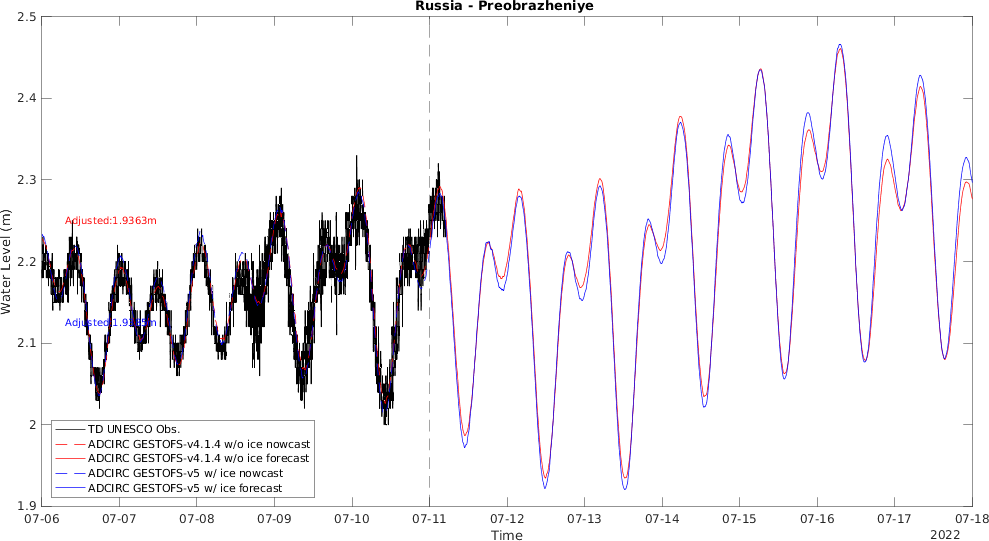 Russia - Preobrazheniye
Water Level (m)
2.5
2.4
2.3
2.2
2.1
2
1.9
Adjusted:1.9363m
TD UNESCO Obs.
ADCIRC GESTOFS-v4.1.4 w/o ice nowcast
ADCIRC GESTOFS-v4.1.4 w/o ice forecast
ADCIRC GESTOFS-v5 w/ ice nowcast
ADCIRC GESTOFS-v5 w/ ice forecast
07-06 07-07 07-08 07-09 07-10 07-11 07-12 07-13 07-14 07-15 07-16 07-17 07-18
Time
2022